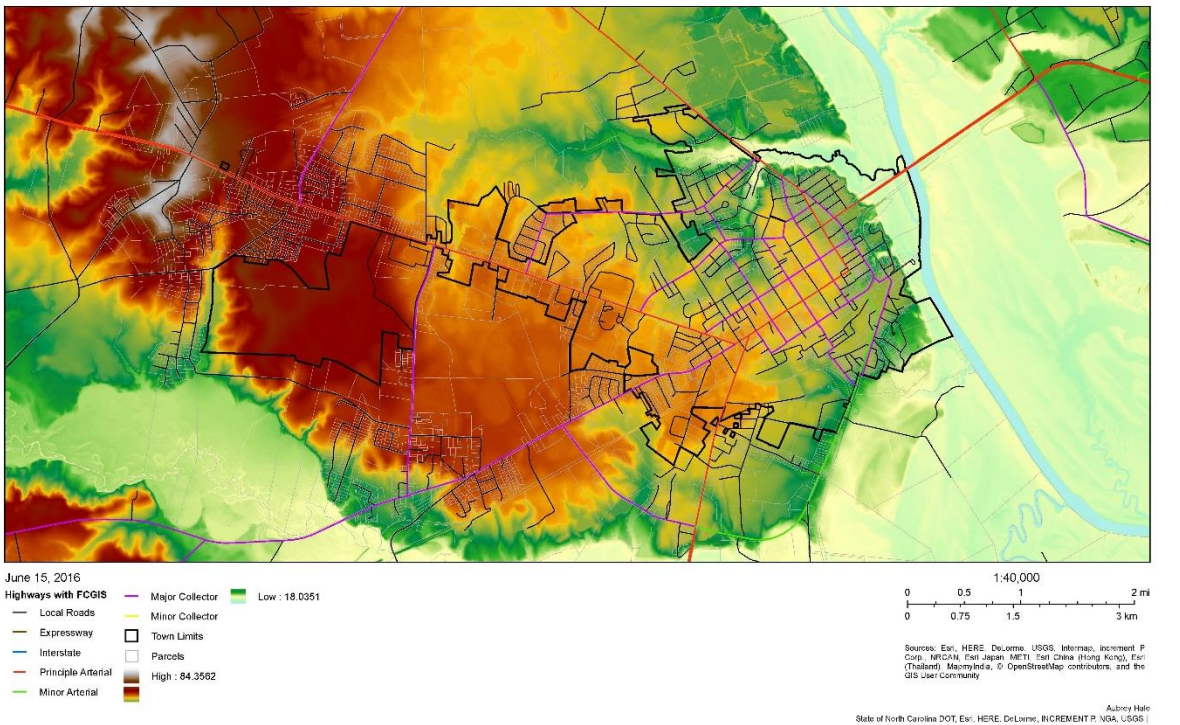 June 15, 2016
Highways with FCGIS
Local Roads
Expressway
Interstate
Principle Arterial
Minor Arterial
Major Collector
Minor Collector
Town Limits
Parcels
High : 84.3562
Low : 18.0351
1:40,000
0 0.5 1 2 mi
0 0.75 1.5 3 km
Sources: Esri, HERE, DeLorme, USGS, Intermap, increment P
Corp., NRCAN, Esri Japan, METI, Esri China (Hong Kong), Esri
(Thailand), MapmyIndia, © OpenStreetMap contributors, and the
GIS User Community
Aubrey Hale
State of North Carolina DOT, Esri, HERE, DeLorme, INCREMENT P, NGA, USGS |